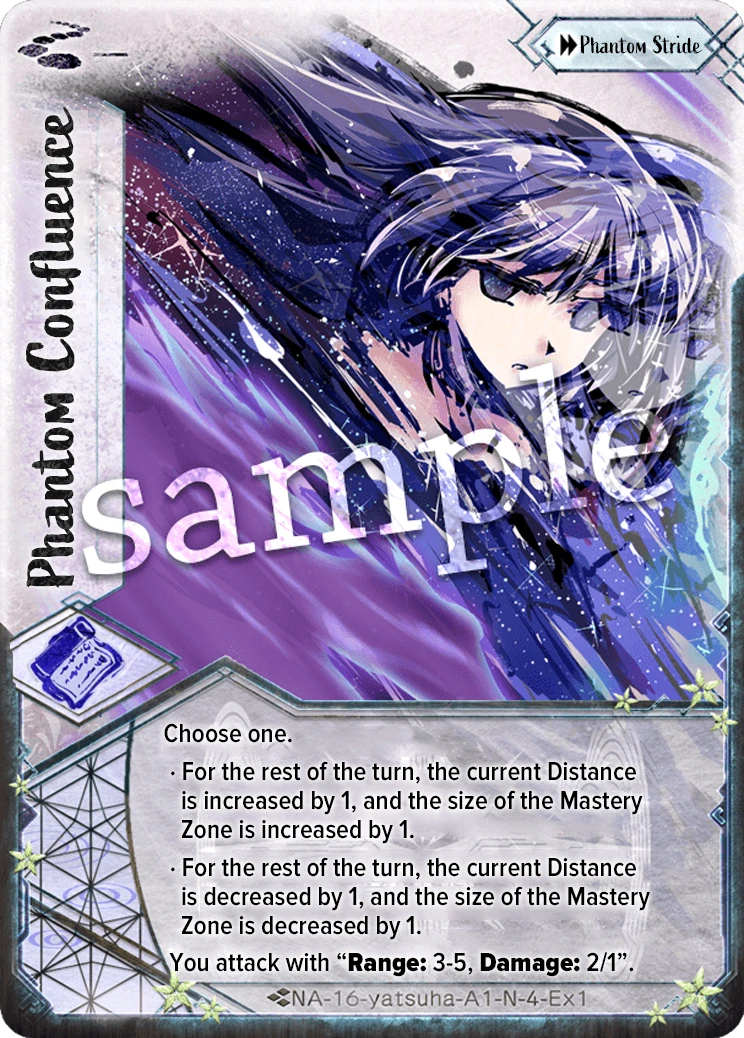 Phantom Stride
Phantom Confluence
sample
Choose one.
· For the rest of the turn, the current Distance
is increased by 1, and the size of the Mastery
Zone is increased by 1.
· For the rest of the turn, the current Distance
is decreased by 1, and the size of the Mastery
Zone is decreased by 1.
You attack with “Range: 3-5, Damage: 2/1”.
NA-16-yatsuha-A1-N-4-Ex1